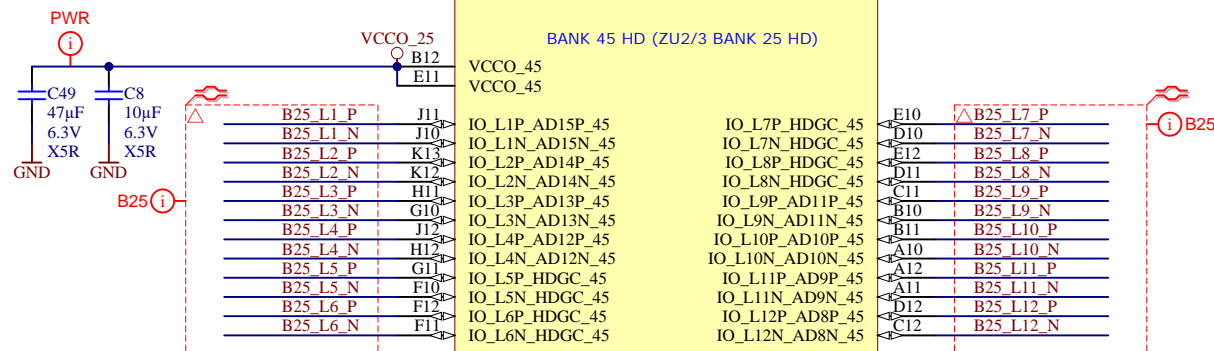 PWR
i
VCCO_25
BANK 45 HD (ZU2/3 BANK 25 HD)
B12 VCCO_45
E11 VCCO_45
C49
47µF
6.3V
X5R
GND
C8
10µF
6.3V
X5R
GND
B25 i
B25_L1_P J11 IO_L1P_AD15P_45
B25_L1_N J10 IO_L1N_AD15N_45
B25_L2_P K13 IO_L2P_AD14P_45
B25_L2_N K12 IO_L2N_AD14N_45
B25_L3_P H11 IO_L3P_AD13P_45
B25_L3_N G10 IO_L3N_AD13N_45
B25_L4_P J12 IO_L4P_AD12P_45
B25_L4_N H12 IO_L4N_AD12N_45
B25_L5_P G11 IO_L5P_HDGC_45
B25_L5_N F10 IO_L5N_HDGC_45
B25_L6_P F12 IO_L6P_HDGC_45
B25_L6_N F11 IO_L6N_HDGC_45
IO_L7P_HDGC_45 E10 B25_L7_P
IO_L7N_HDGC_45 D10 B25_L7_N
IO_L8P_HDGC_45 E12 B25_L8_P
IO_L8N_HDGC_45 D11 B25_L8_N
IO_L9P_AD11P_45 C11 B25_L9_P
IO_L9N_AD11N_45 B10 B25_L9_N
IO_L10P_AD10P_45 B11 B25_L10_P
IO_L10N_AD10N_45 A10 B25_L10_N
IO_L11P_AD9P_45 A12 B25_L11_P
IO_L11N_AD9N_45 A11 B25_L11_N
IO_L12P_AD8P_45 D12 B25_L12_P
IO_L12N_AD8N_45 C12 B25_L12_N
i B25